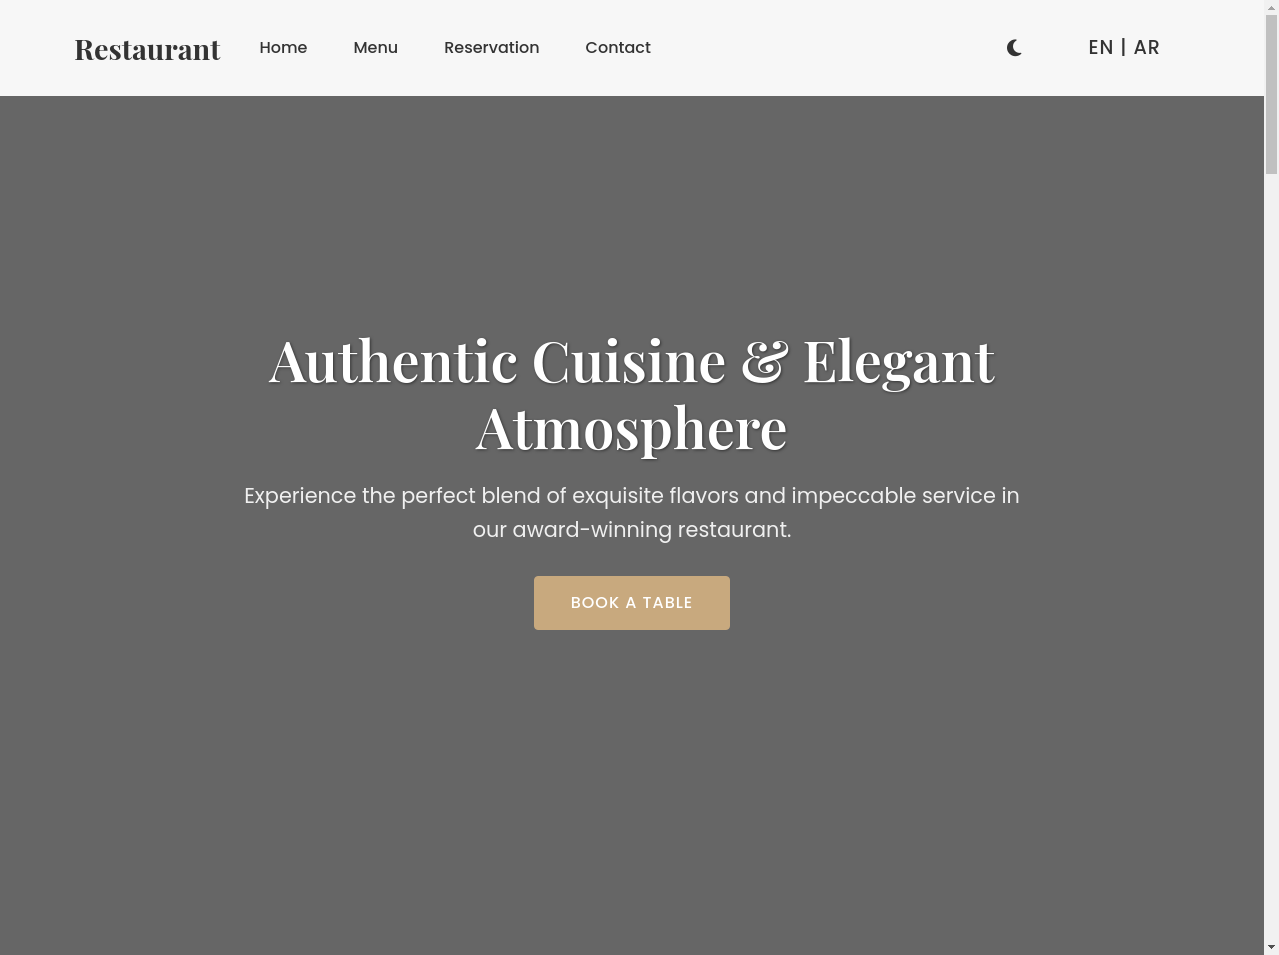 Restaurant Home Menu Reservation Contact EN | AR
Authentic Cuisine & Elegant
Atmosphere
Experience the perfect blend of exquisite flavors and impeccable service in
our award-winning restaurant.
BOOK A TABLE